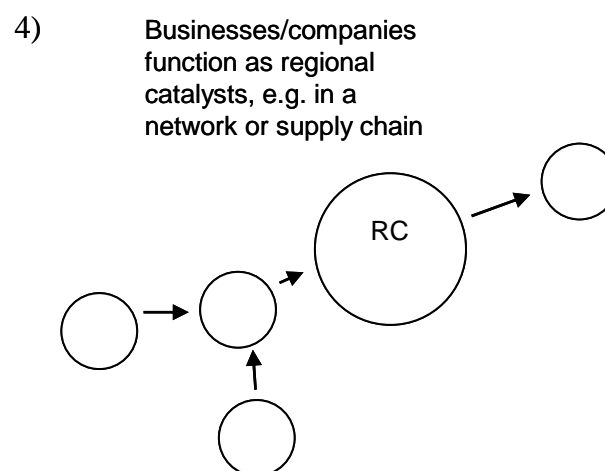 4)
Businesses/companies
function as regional
catalysts, e.g. in a
network or supply chain
RC